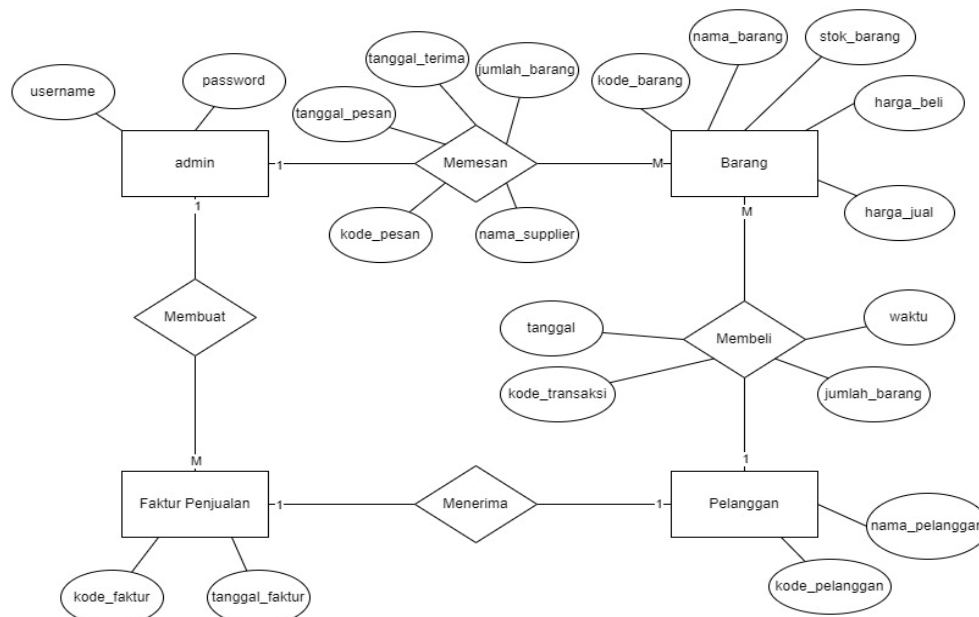 nama_barang
stok_barang
tanggal_terima
jumlah_barang
username
password
kode_barang
harga_beli
tanggal_pesan
admin
1
Memesan
M
Barang
1
M
kode_pesan
nama_supplier
harga_jual
Membuat
tanggal
Membeli
waktu
kode_transaksi
jumlah_barang
M
1
Faktur Penjualan
1
Menerima
1
Pelanggan
nama_pelanggan
kode_faktur
tanggal_faktur
kode_pelanggan